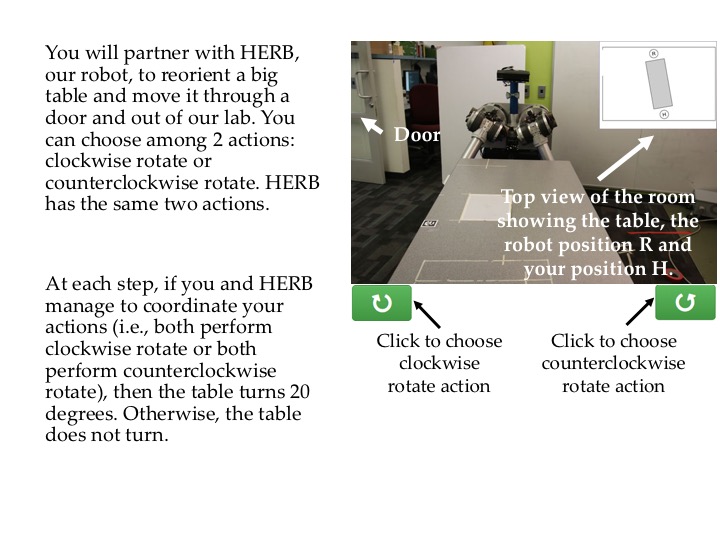 You will partner with HERB,
our robot, to reorient a big
table and move it through a
door and out of our lab. You
can choose among 2 actions:
clockwise rotate or
counterclockwise rotate. HERB
has the same two actions.
At each step, if you and HERB
manage to coordinate your
actions (i.e., both perform
clockwise rotate or both
perform counterclockwise
rotate), then the table turns 20
degrees. Otherwise, the table
does not turn.
Door
R
H
Top view of the room
showing the table, the
robot position R and
your position H.
Click to choose
clockwise
rotate action
Click to choose
counterclockwise
rotate action